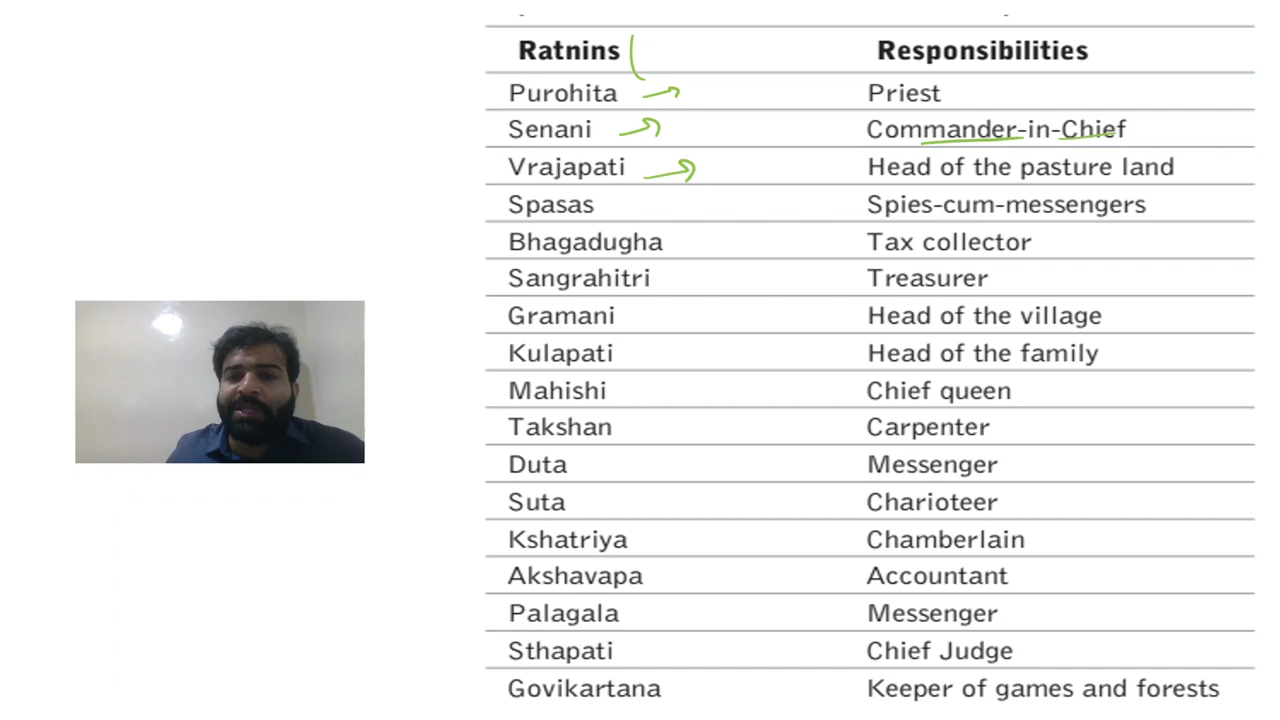 Ratnins Responsibilities
Purohita Priest
Senani Commander-in-Chief
Vrajapati Head of the pasture land
Spasas Spies-cum-messengers
Bhagadugha Tax collector
Sangrahitri Treasurer
Gramani Head of the village
Kulapati Head of the family
Mahishi Chief queen
Takshan Carpenter
Duta Messenger
Suta Charioteer
Kshatriya Chamberlain
Akshavapa Accountant
Palagala Messenger
Sthapati Chief Judge
Govikartana Keeper of games and forests